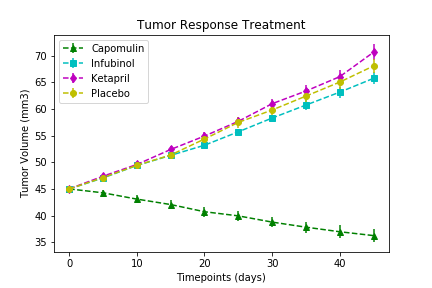 Tumor Response Treatment
Capomulin
Infubinol
Ketapril
Placebo
Tumor Volume (mm3)
70
65
60
55
50
45
40
35
0
10
20
30
40
Timepoints (days)